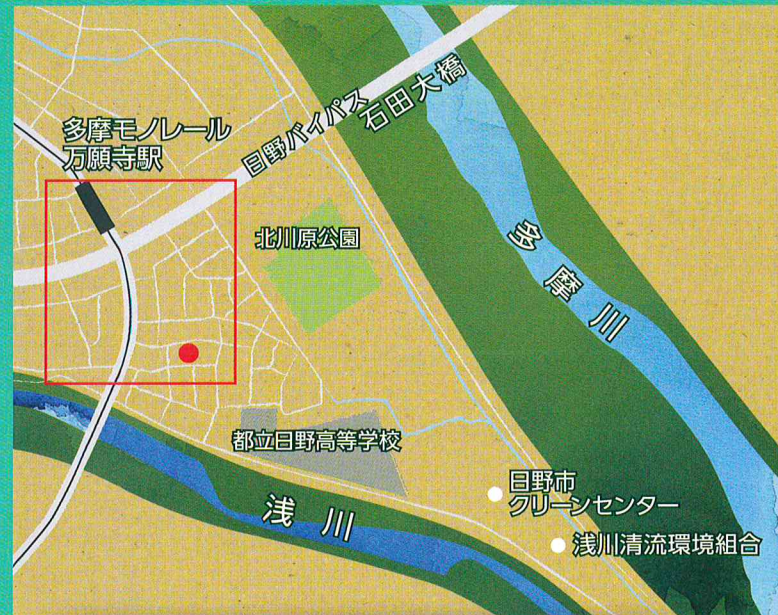 多摩モノレール
万願寺駅
日野バイパス
石田大橋
北川原公園
多摩川
都立日野高等学校
浅川
日野市
クリーンセンター
浅川清流環境組合